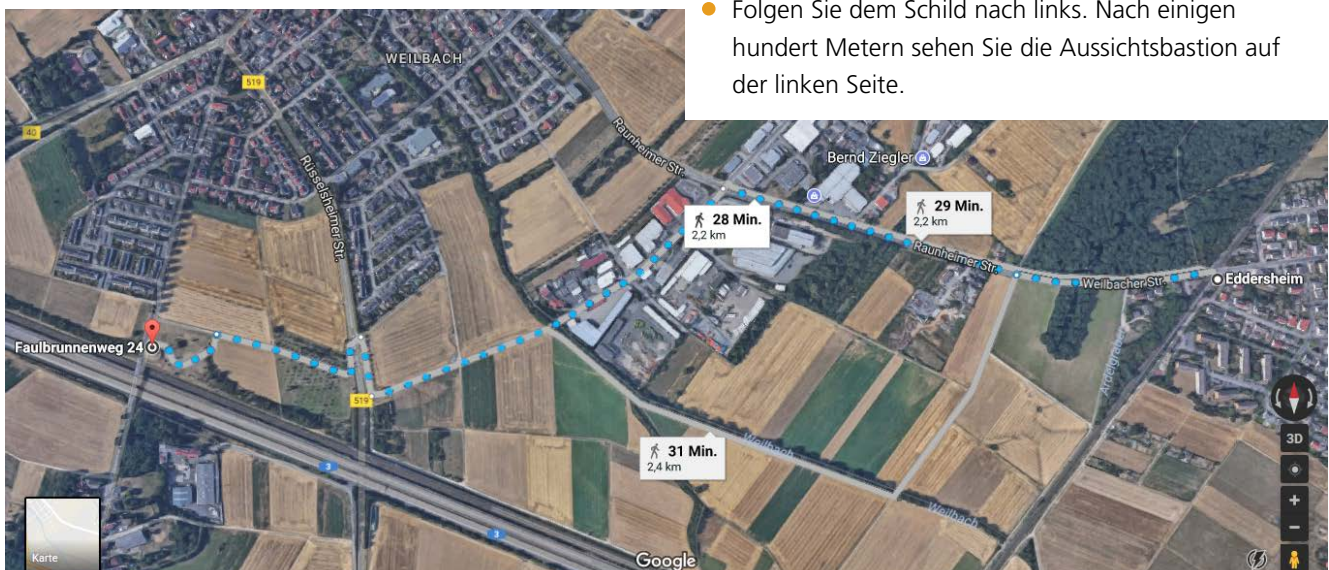 • Folgen Sie dem Schild nach links. Nach einigen
hundert Metern sehen Sie die Aussichtsbastion auf
der linken Seite.
WEILBACH
519
40
Raunheimer Str.
Rüsselsheimer Str.
Bernd Ziegler
28 Min.
2,2 km
29 Min.
2,2 km
Raunheimer Str.
Weilbacher Str.
Eddersheim
Faulbrunnenweg 24
519
Ardelgraben
31 Min.
2,4 km
Weilbach
Weilbach
3
3
3D
+
−
Karte
Google